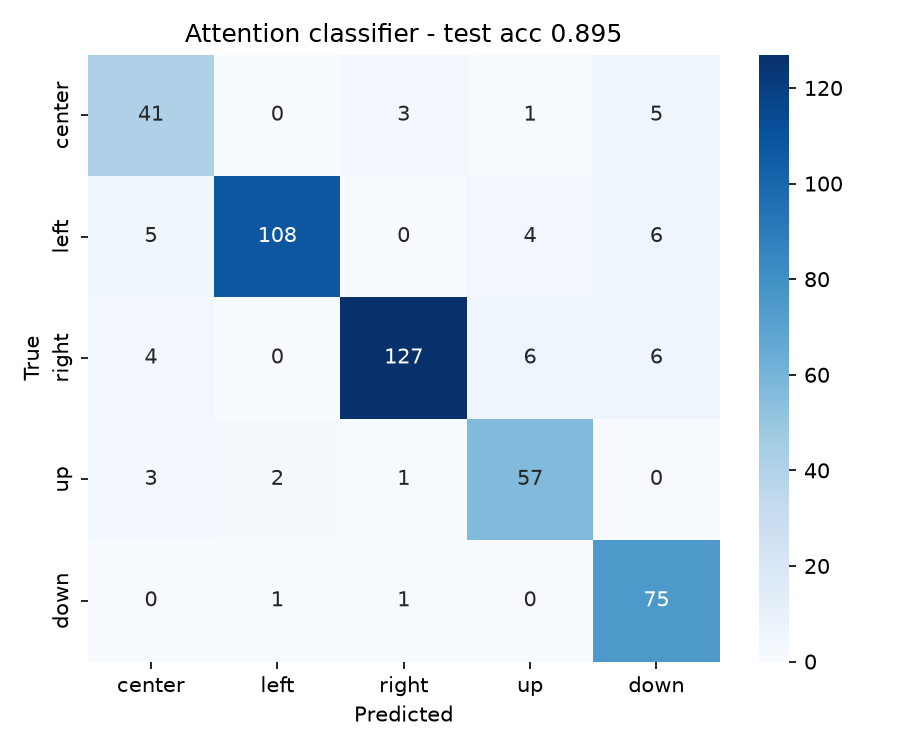 Attention classifier - test acc 0.895
center 41 0 3 1 5
left 5 108 0 4 6
right 4 0 127 6 6
up 3 2 1 57 0
down 0 1 1 0 75
center left right up down
Predicted
True
120
100
80
60
40
20
0